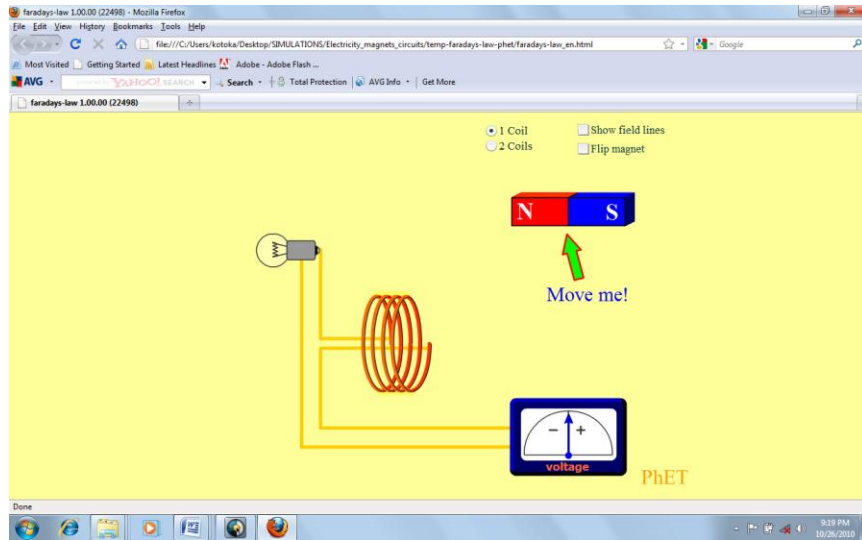 faradays-law 1.00.00 (22498) - Mozilla Firefox
File Edit View History Bookmarks Tools Help
file:///C:/Users/kotoka/Desktop/SIMULATIONS/Electricity_magnets_circuits/temp-faradays-law-phet/faradays-law_en.html
Google
Most Visited Getting Started Latest Headlines Adobe - Adobe Flash ...
AVG YAHOO! SEARCH Search Total Protection AVG Info Get More
faradays-law 1.00.00 (22498)
1 Coil Show field lines
2 Coils Flip magnet
N S
Move me!
- +
voltage
PhET
Done
9:19 PM
10/26/2010